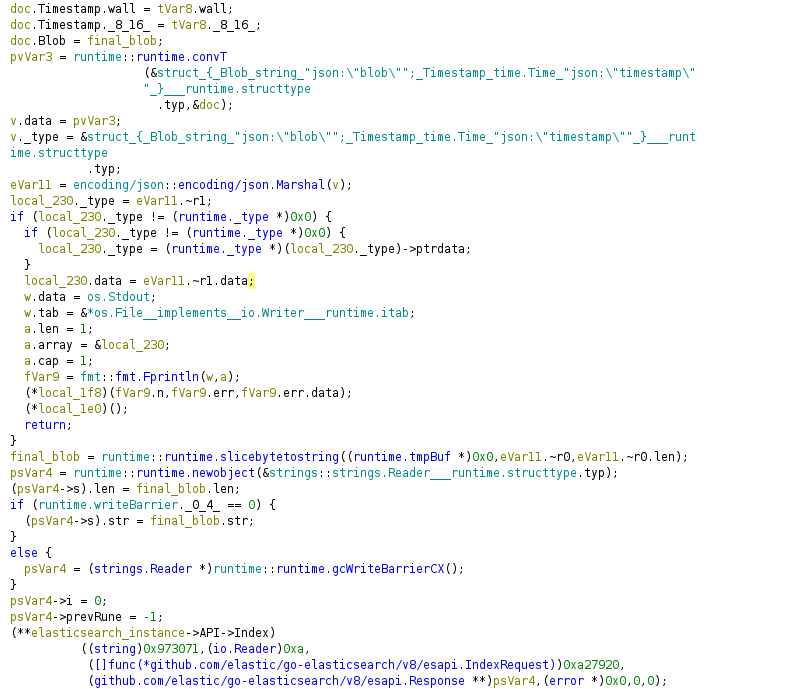 doc.Timestamp.wall = tVar8.wall;
doc.Timestamp._8_16_ = tVar8._8_16_;
doc.Blob = final_blob;
pvVar3 = runtime::runtime.convT
(&struct_{_Blob_string_"json:\"blob\"";_Timestamp_time.Time_"json:\"timestamp\"
"_}___runtime.structtype
.typ,&doc);
v.data = pvVar3;
v._type = &struct_{_Blob_string_"json:\"blob\"";_Timestamp_time.Time_"json:\"timestamp\""_}___runt
ime.structtype
.typ;
eVar11 = encoding/json::encoding/json.Marshal(v);
local_230._type = eVar11.~r1;
if (local_230._type != (runtime._type *)0x0) {
if (local_230._type != (runtime._type *)0x0) {
local_230._type = (runtime._type *)(local_230._type)->ptrdata;
}
local_230.data = eVar11.~r1.data;
w.data = os.Stdout;
w.tab = &*os.File__implements__io.Writer___runtime.itab;
a.len = 1;
a.array = &local_230;
a.cap = 1;
fVar9 = fmt::fmt.Fprintln(w,a);
(*local_1f8)(fVar9.n,fVar9.err,fVar9.err.data);
(*local_1e0)();
return;
}
final_blob = runtime::runtime.slicebytetostring((runtime.tmpBuf *)0x0,eVar11.~r0,eVar11.~r0.len);
psVar4 = runtime::runtime.newobject(&strings::strings.Reader___runtime.structtype.typ);
(psVar4->s).len = final_blob.len;
if (runtime.writeBarrier._0_4_ == 0) {
(psVar4->s).str = final_blob.str;
}
else {
psVar4 = (strings.Reader *)runtime::runtime.gcWriteBarrierCX();
}
psVar4->i = 0;
psVar4->prevRune = -1;
(**elasticsearch_instance->API->Index)
((string)0x973071,(io.Reader)0xa,
([]func(*github.com/elastic/go-elasticsearch/v8/esapi.IndexRequest))0xa27920,
(github.com/elastic/go-elasticsearch/v8/esapi.Response **)psVar4,(error *)0x0,0,0);